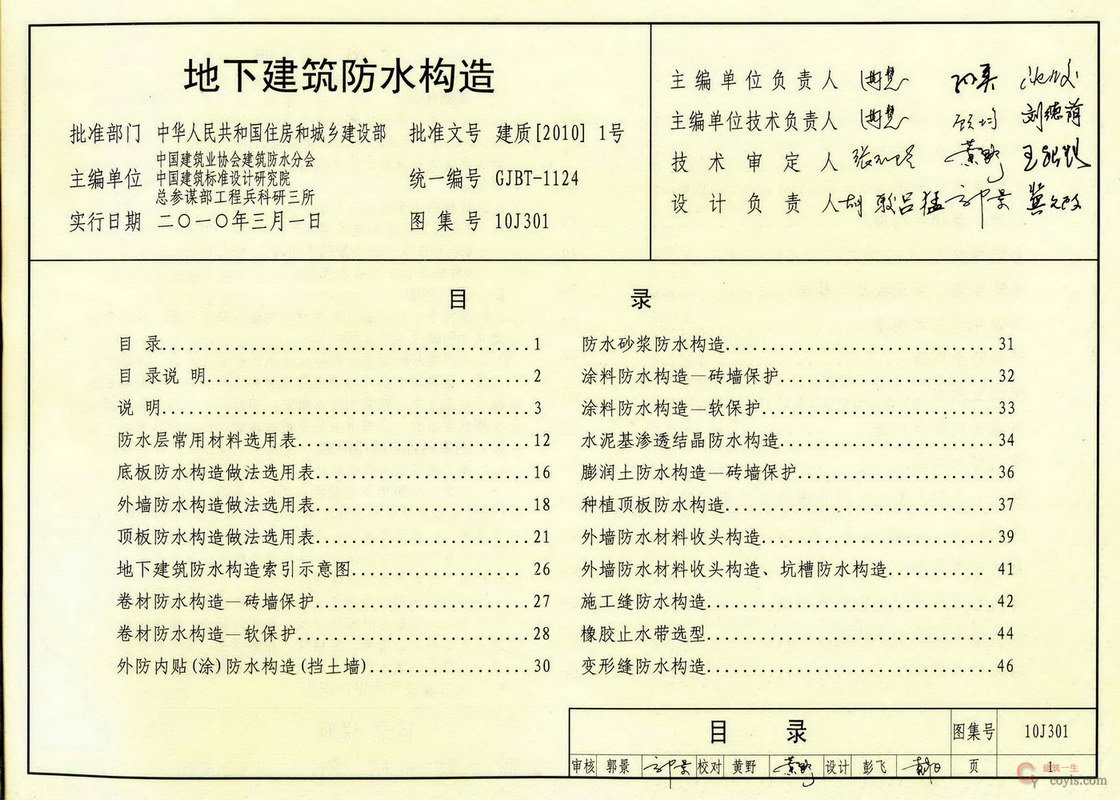 地下建筑防水构造
批准部门 中华人民共和国住房和城乡建设部 批准文号 建质[2010] 1号
主编单位 中国建筑业协会建筑防水分会
中国建筑标准设计研究院
总参谋部工程兵科研三所
统一编号 GJBT-1124
实行日期 二〇一〇年三月一日 图集号 10J301
主编单位负责人
主编单位技术负责人 刘德
技术审定人 黄野
设计负责人 吕猛 冀文政
目 录
目 录..........1
目 录说 明..........2
说 明..........3
防水层常用材料选用表..........12
底板防水构造做法选用表..........16
外墙防水构造做法选用表..........18
顶板防水构造做法选用表..........21
地下建筑防水构造索引示意图..........26
卷材防水构造—砖墙保护..........27
卷材防水构造—软保护..........28
外防内贴(涂)防水构造(挡土墙)..........30
防水砂浆防水构造..........31
涂料防水构造—砖墙保护..........32
涂料防水构造—软保护..........33
水泥基渗透结晶防水构造..........34
膨润土防水构造—砖墙保护..........36
种植顶板防水构造..........37
外墙防水材料收头构造..........39
外墙防水材料收头构造、坑槽防水构造..........41
施工缝防水构造..........42
橡胶止水带选型..........44
变形缝防水构造..........46
目 录 图集号 10J301
审核 郭景 校对 黄野 黄野 设计 彭飞 页 1
建筑一生
coyis.com